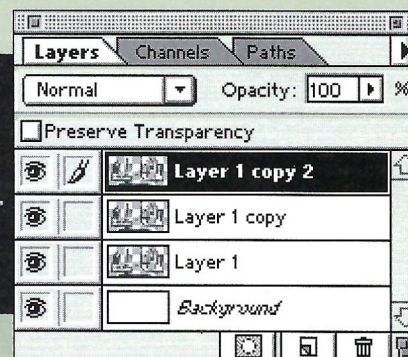 Layers Channels Paths
Normal Opacity: 100 %
Preserve Transparency
Layer 1 copy 2
Layer 1 copy
Layer 1
Background